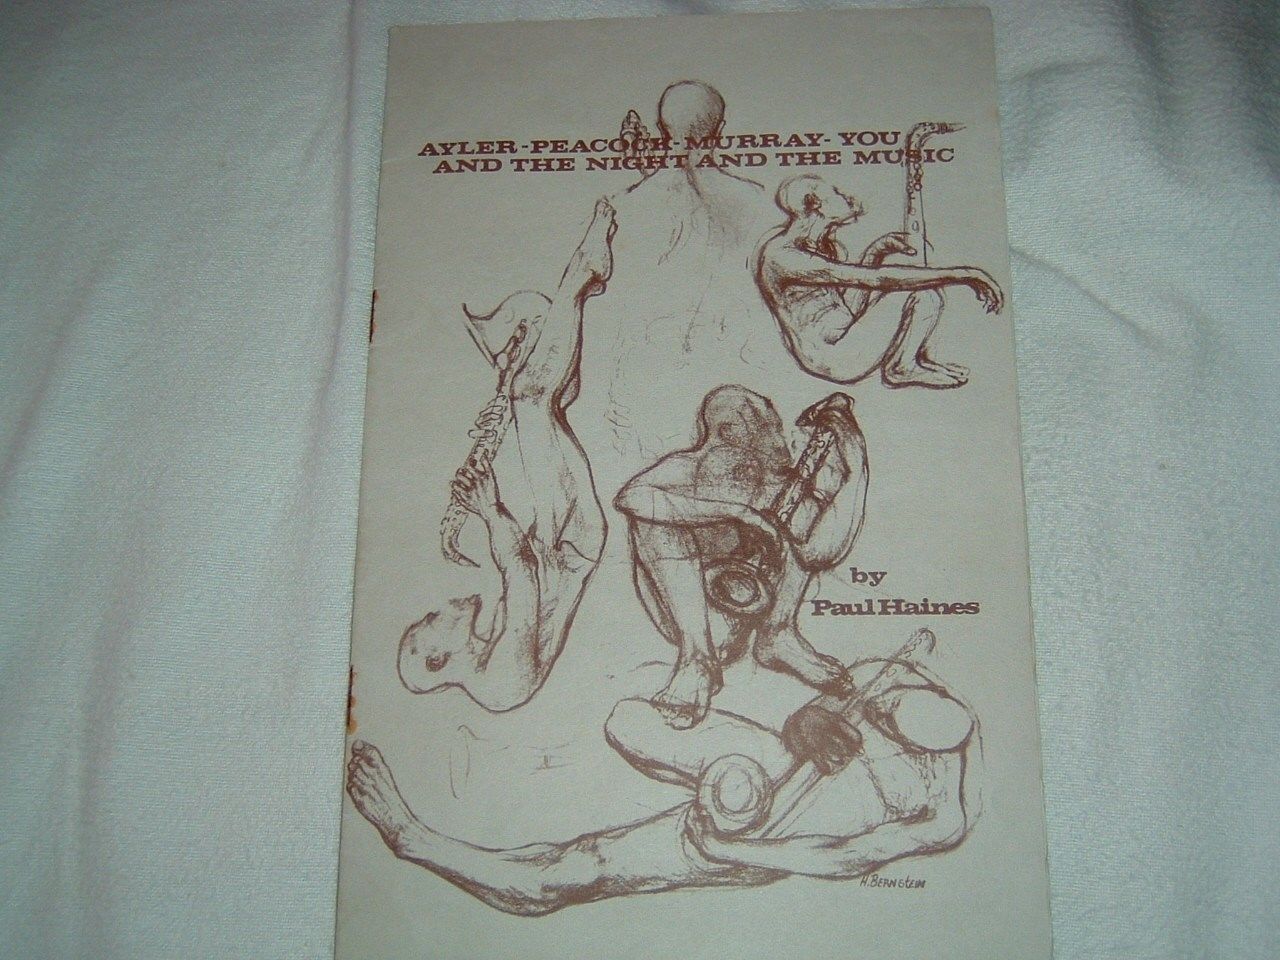 AYLER-PEACOCK-MURRAY-YOU
AND THE NIGHT AND THE MUSIC
by
Paul Haines
H. BERNSTEIN